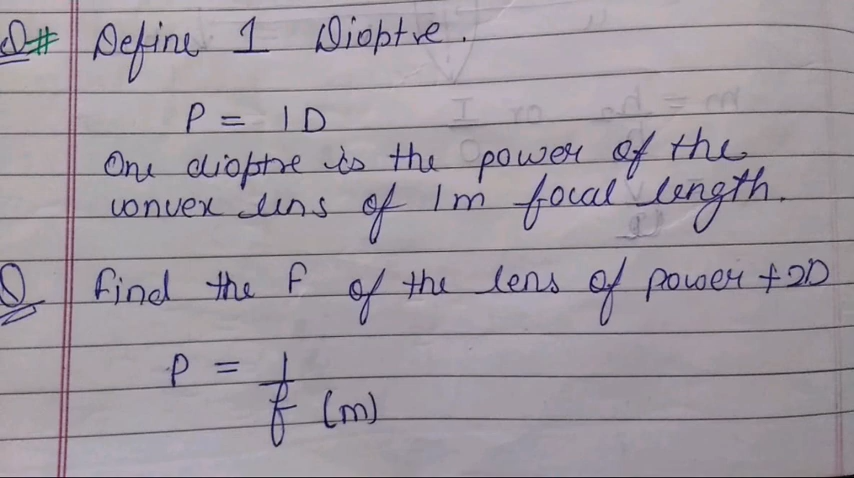 Q# Define 1 Dioptre.
P = 1D
One dioptre is the power of the
convex lens of 1m focal length.
Q Find the F of the lens of power +2D
P = 1/f (m)